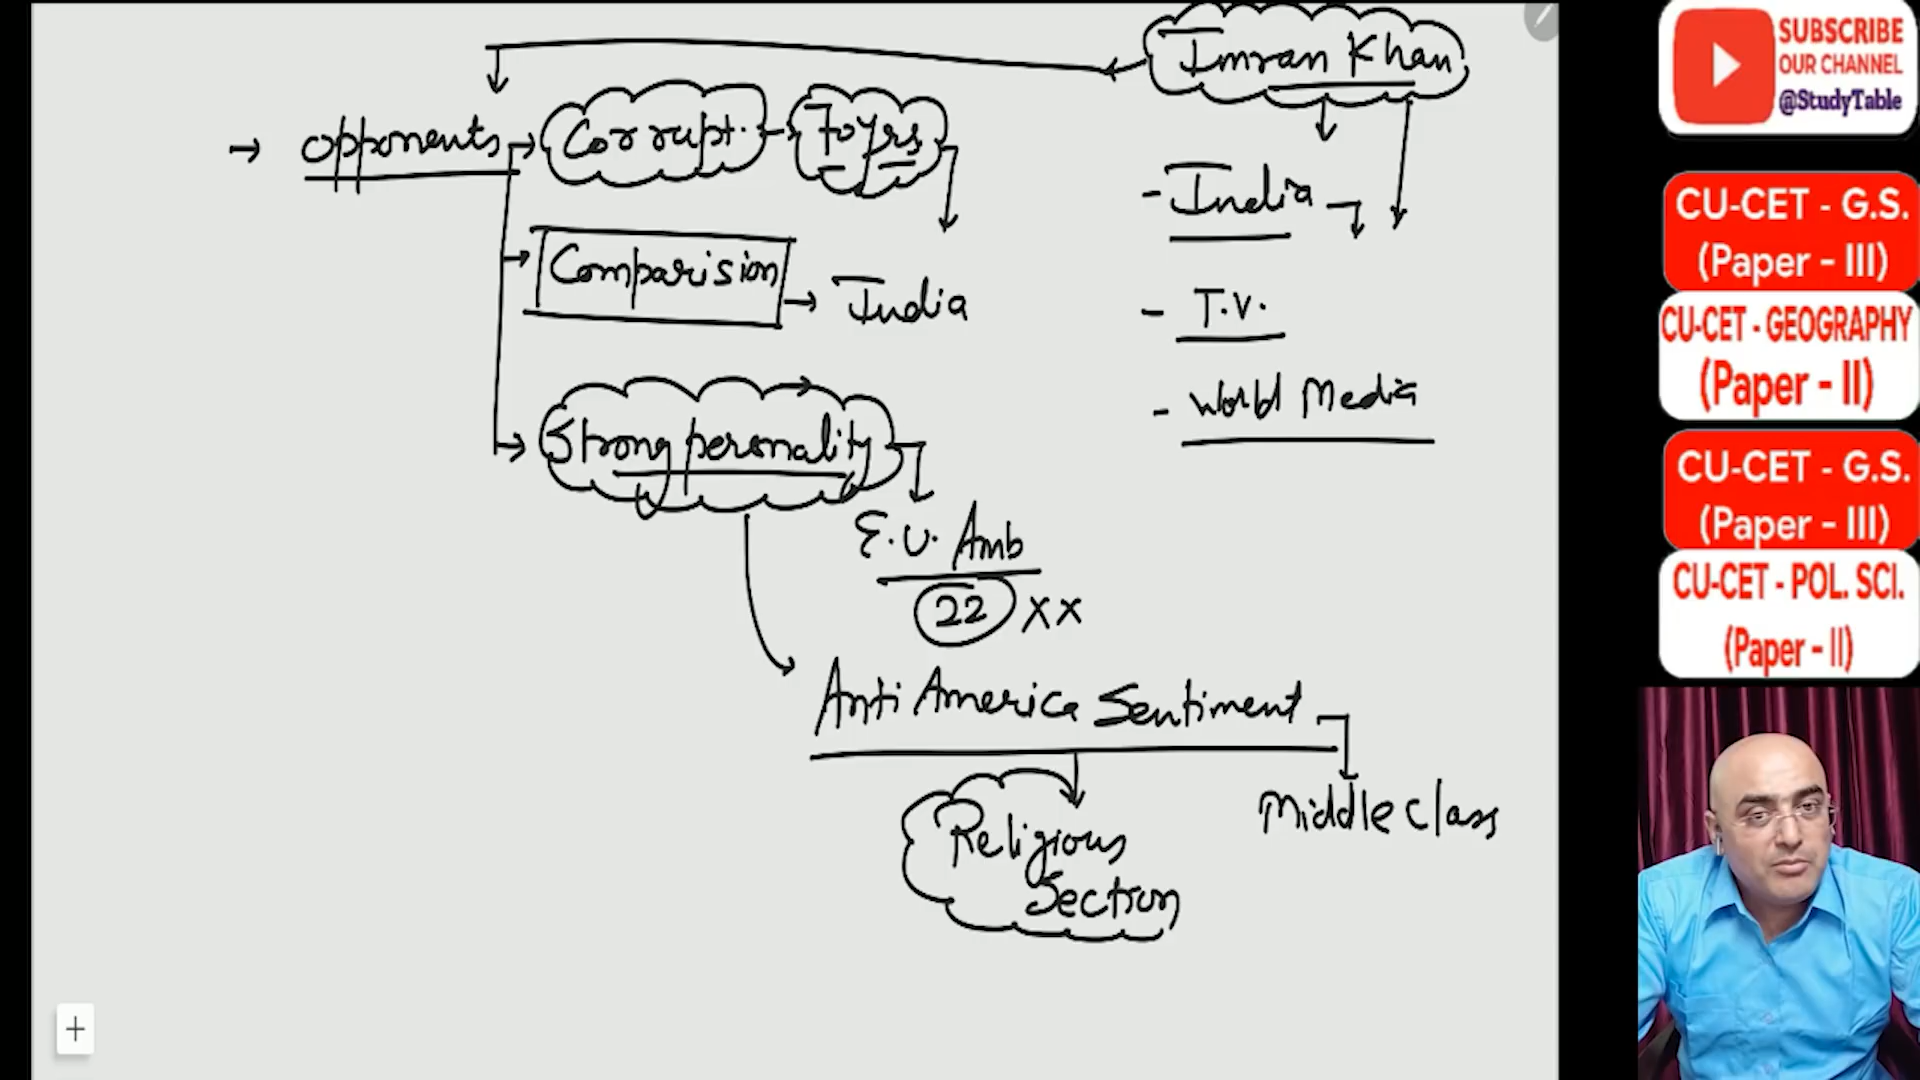 Imran Khan
→ opponents → Corrupt. - 70yrs
- India
Comparision → India
- T.V.
- World Media
Strong personality
E.U. Amb
22 XX
Anti America Sentiment
Middle Class
Religious
Section
+
SUBSCRIBE
OUR CHANNEL
@StudyTable
CU-CET - G.S.
(Paper - III)
CU-CET - GEOGRAPHY
(Paper - II)
CU-CET - G.S.
(Paper - III)
CU-CET - POL. SCI.
(Paper - II)